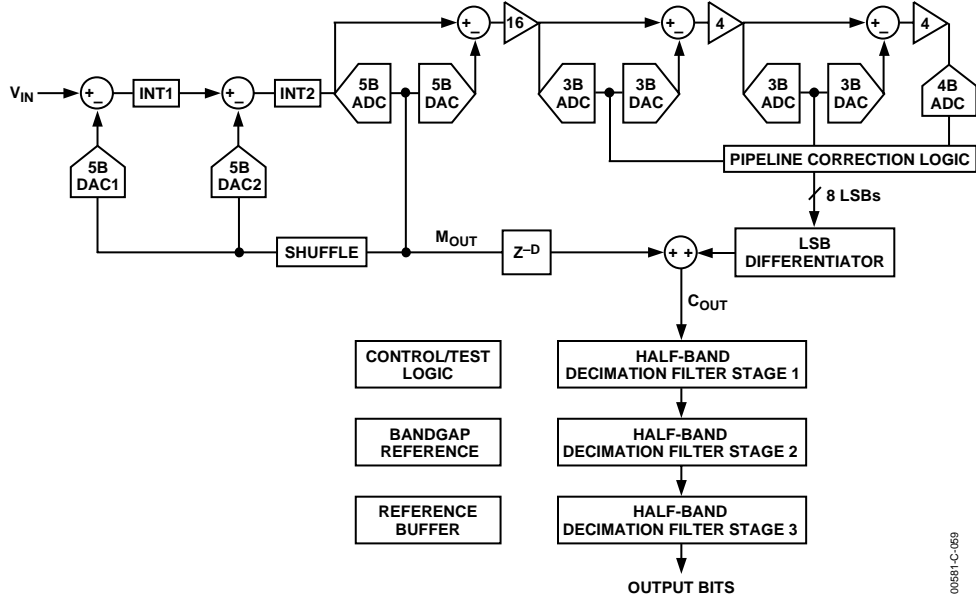 16
4
4
+
–
+
–
+
–
V_IN
+
–
INT1
+
–
INT2
5B
ADC
5B
DAC
3B
ADC
3B
DAC
3B
ADC
3B
DAC
4B
ADC
5B
DAC1
5B
DAC2
PIPELINE CORRECTION LOGIC
8 LSBs
SHUFFLE
M_OUT
Z^–D
+ +
LSB
DIFFERENTIATOR
C_OUT
CONTROL/TEST
LOGIC
HALF-BAND
DECIMATION FILTER STAGE 1
BANDGAP
REFERENCE
HALF-BAND
DECIMATION FILTER STAGE 2
REFERENCE
BUFFER
HALF-BAND
DECIMATION FILTER STAGE 3
OUTPUT BITS
00581-C-059